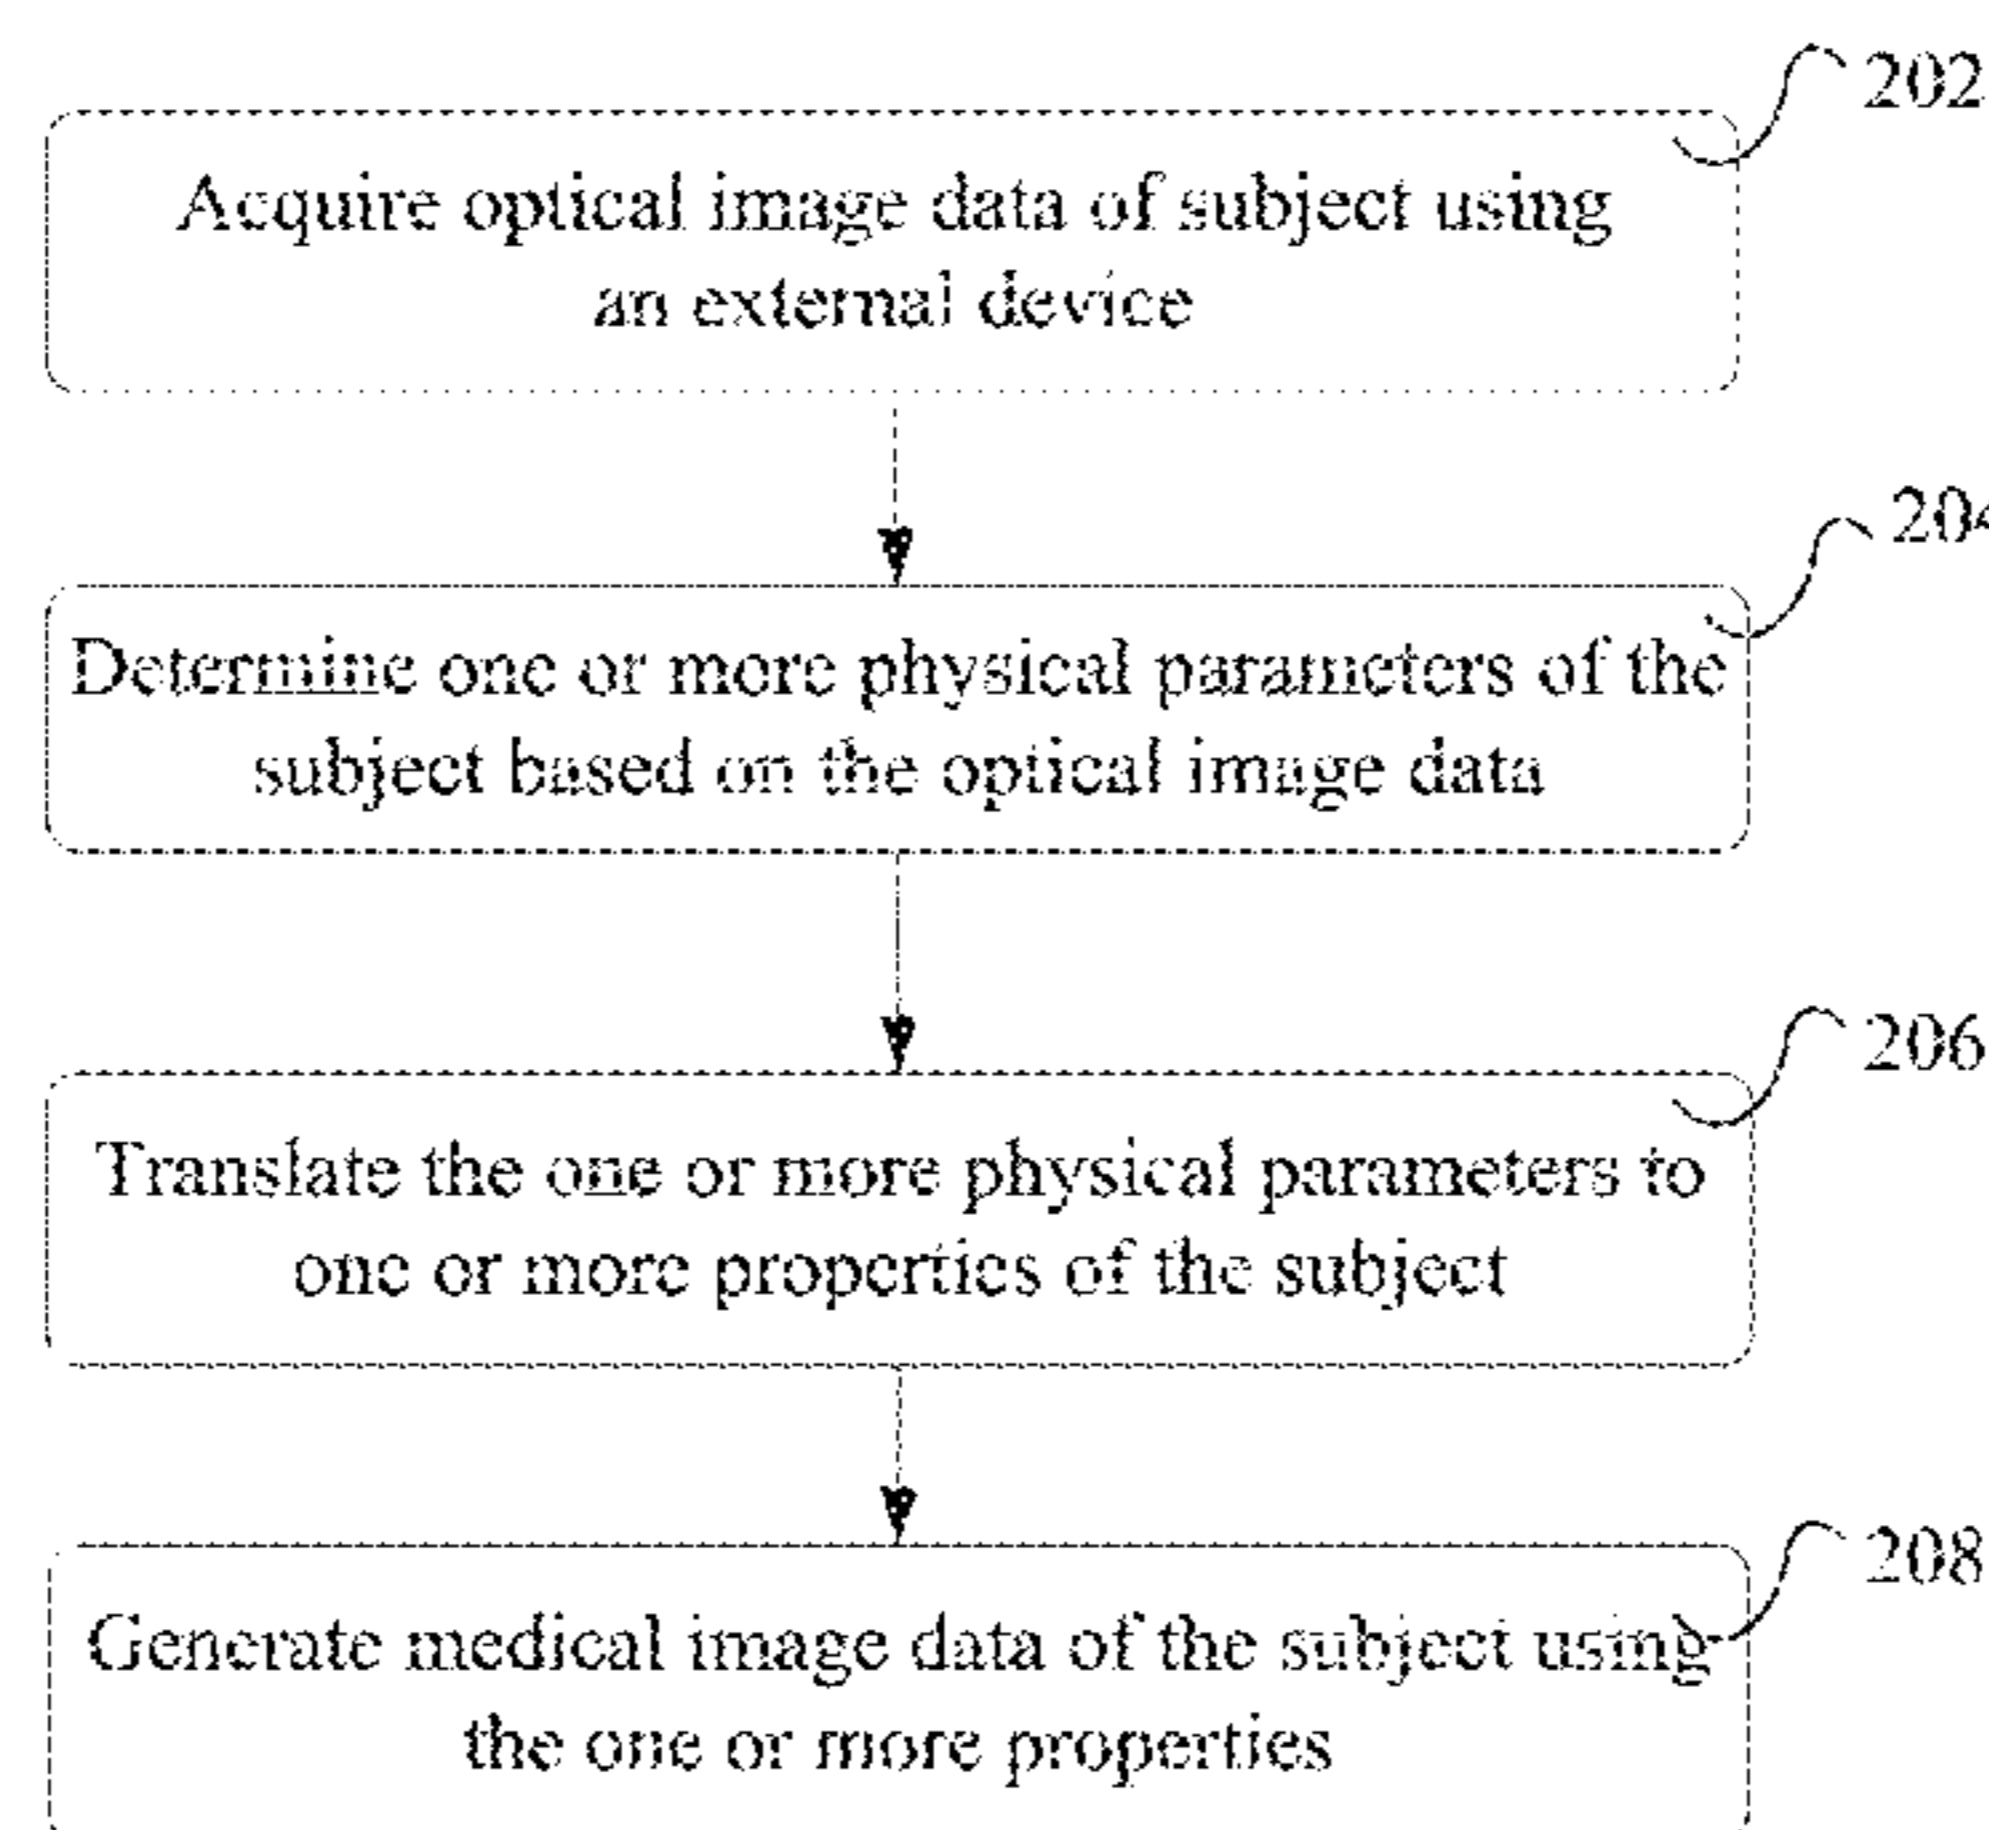 202
Acquire optical image data of subject using
an external device
204
Determine one or more physical parameters of the
subject based on the optical image data
206
Translate the one or more physical parameters to
one or more properties of the subject
208
Generate medical image data of the subject using
the one or more properties